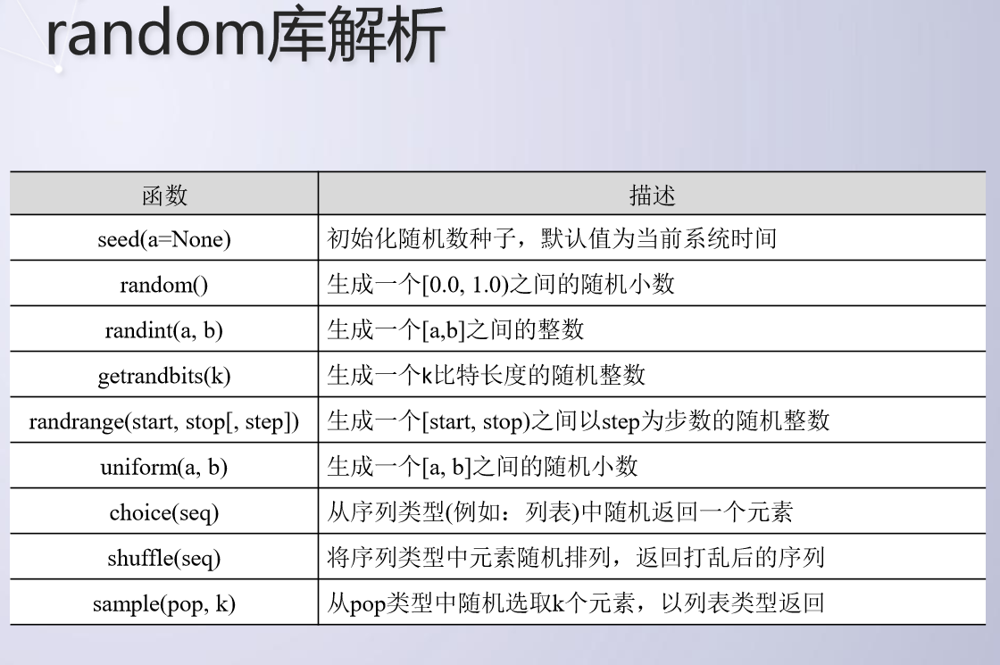 random库解析
函数 描述
seed(a=None) 初始化随机数种子，默认值为当前系统时间
random() 生成一个[0.0, 1.0)之间的随机小数
randint(a, b) 生成一个[a,b]之间的整数
getrandbits(k) 生成一个k比特长度的随机整数
randrange(start, stop[, step]) 生成一个[start, stop)之间以step为步数的随机整数
uniform(a, b) 生成一个[a, b]之间的随机小数
choice(seq) 从序列类型(例如：列表)中随机返回一个元素
shuffle(seq) 将序列类型中元素随机排列，返回打乱后的序列
sample(pop, k) 从pop类型中随机选取k个元素，以列表类型返回